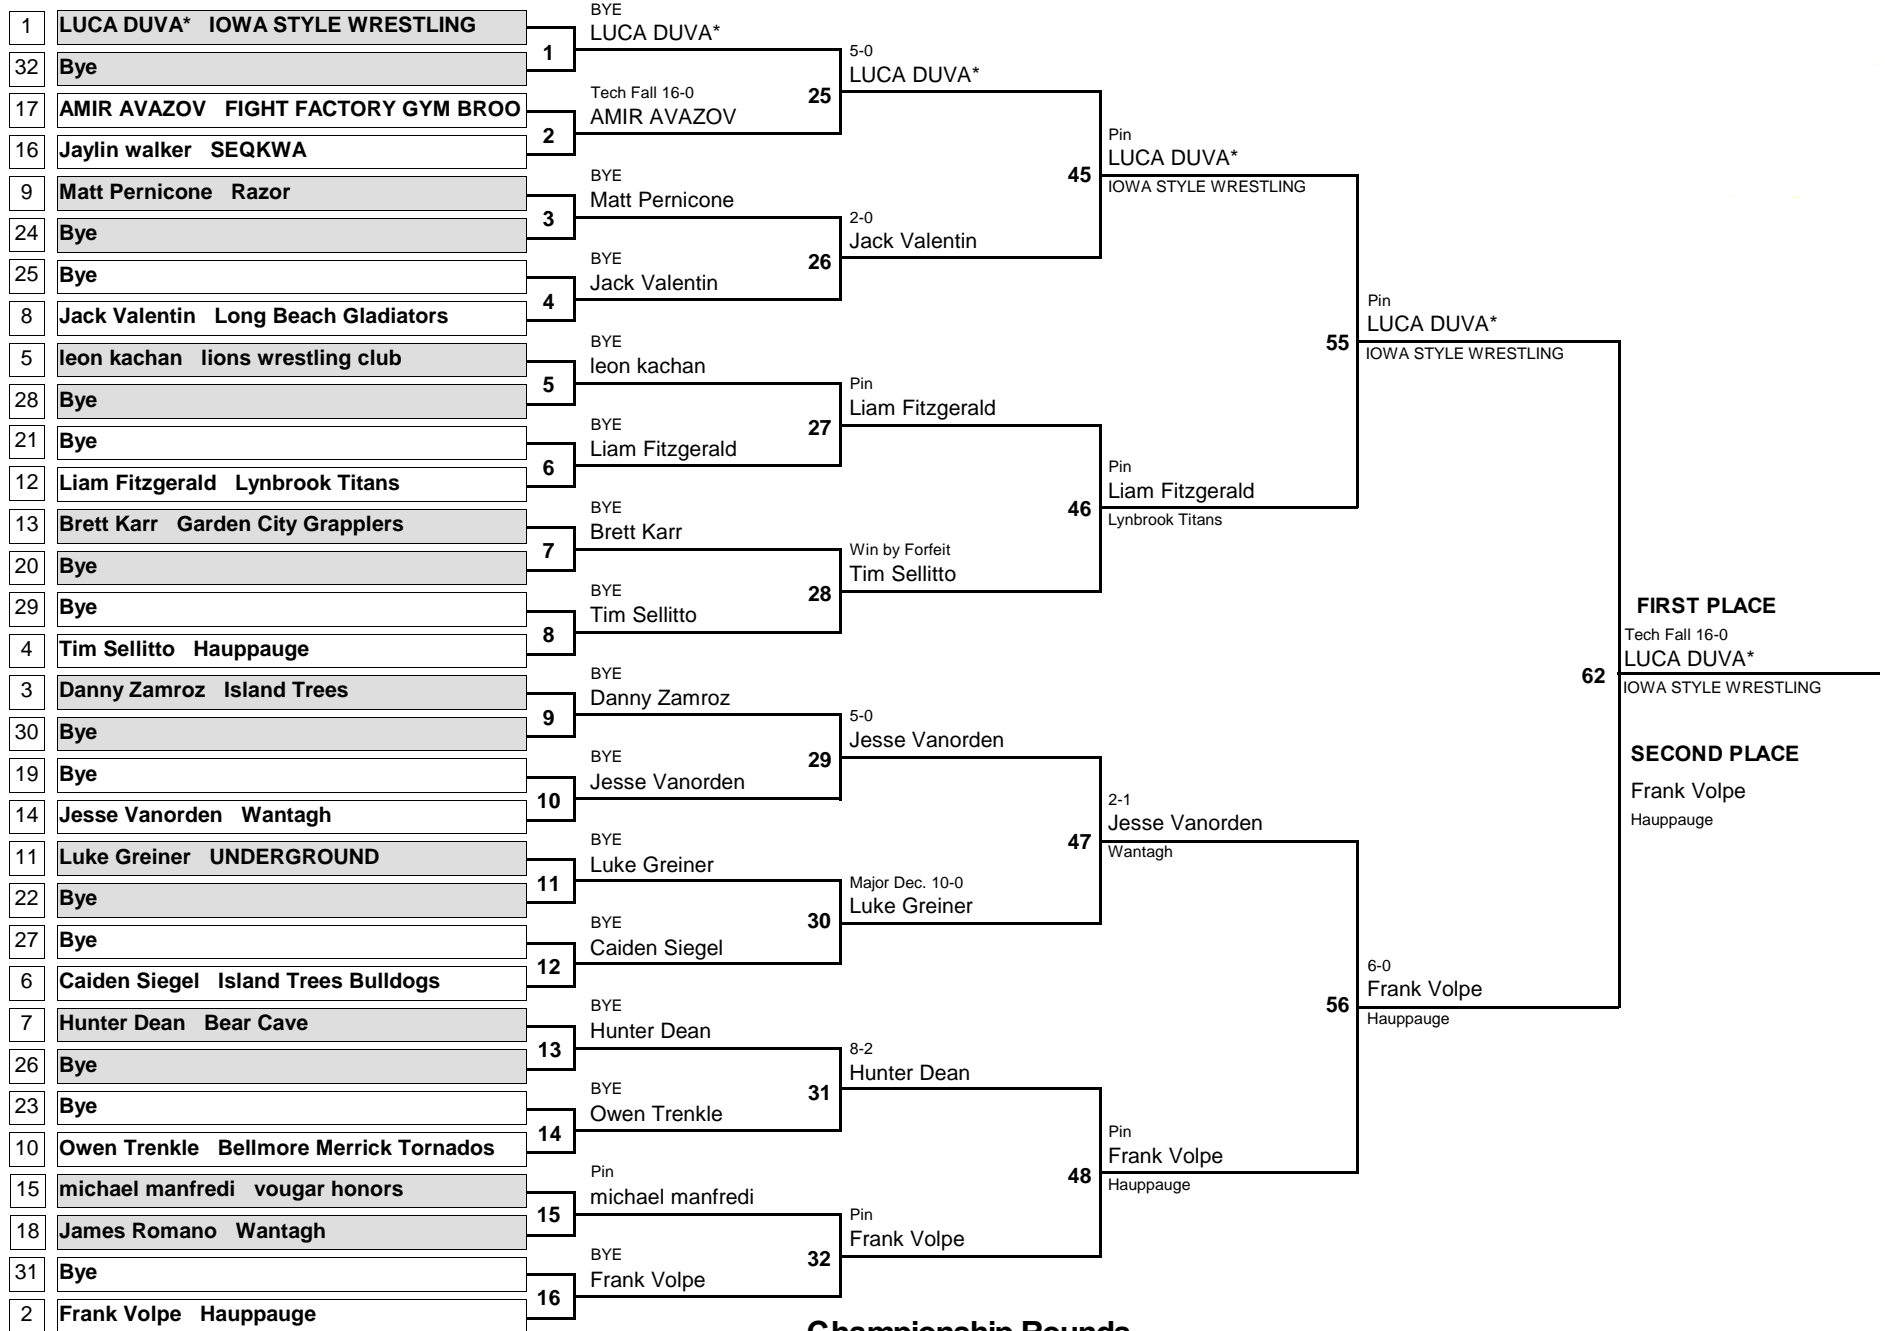 1 LUCA DUVA* IOWA STYLE WRESTLING
32 Bye
17 AMIR AVAZOV FIGHT FACTORY GYM BROO
16 Jaylin walker SEQKWA
9 Matt Pernicone Razor
24 Bye
25 Bye
8 Jack Valentin Long Beach Gladiators
5 leon kachan lions wrestling club
28 Bye
21 Bye
12 Liam Fitzgerald Lynbrook Titans
13 Brett Karr Garden City Grapplers
20 Bye
29 Bye
4 Tim Sellitto Hauppauge
3 Danny Zamroz Island Trees
30 Bye
19 Bye
14 Jesse Vanorden Wantagh
11 Luke Greiner UNDERGROUND
22 Bye
27 Bye
6 Caiden Siegel Island Trees Bulldogs
7 Hunter Dean Bear Cave
26 Bye
23 Bye
10 Owen Trenkle Bellmore Merrick Tornados
15 michael manfredi vougar honors
18 James Romano Wantagh
31 Bye
2 Frank Volpe Hauppauge
BYE
LUCA DUVA*
1
Tech Fall 16-0
AMIR AVAZOV
2
BYE
Matt Pernicone
3
BYE
Jack Valentin
4
BYE
leon kachan
5
BYE
Liam Fitzgerald
6
BYE
Brett Karr
7
BYE
Tim Sellitto
8
BYE
Danny Zamroz
9
BYE
Jesse Vanorden
10
BYE
Luke Greiner
11
BYE
Caiden Siegel
12
BYE
Hunter Dean
13
BYE
Owen Trenkle
14
Pin
michael manfredi
15
BYE
Frank Volpe
16
5-0
LUCA DUVA*
25
2-0
Jack Valentin
26
Pin
Liam Fitzgerald
27
Win by Forfeit
Tim Sellitto
28
5-0
Jesse Vanorden
29
Major Dec. 10-0
Luke Greiner
30
8-2
Hunter Dean
31
Pin
Frank Volpe
32
Pin
LUCA DUVA*
45
IOWA STYLE WRESTLING
Pin
Liam Fitzgerald
46
Lynbrook Titans
2-1
Jesse Vanorden
47
Wantagh
Pin
Frank Volpe
48
Hauppauge
Pin
LUCA DUVA*
55
IOWA STYLE WRESTLING
6-0
Frank Volpe
56
Hauppauge
FIRST PLACE
Tech Fall 16-0
LUCA DUVA*
62
IOWA STYLE WRESTLING
SECOND PLACE
Frank Volpe
Hauppauge
Championship Rounds